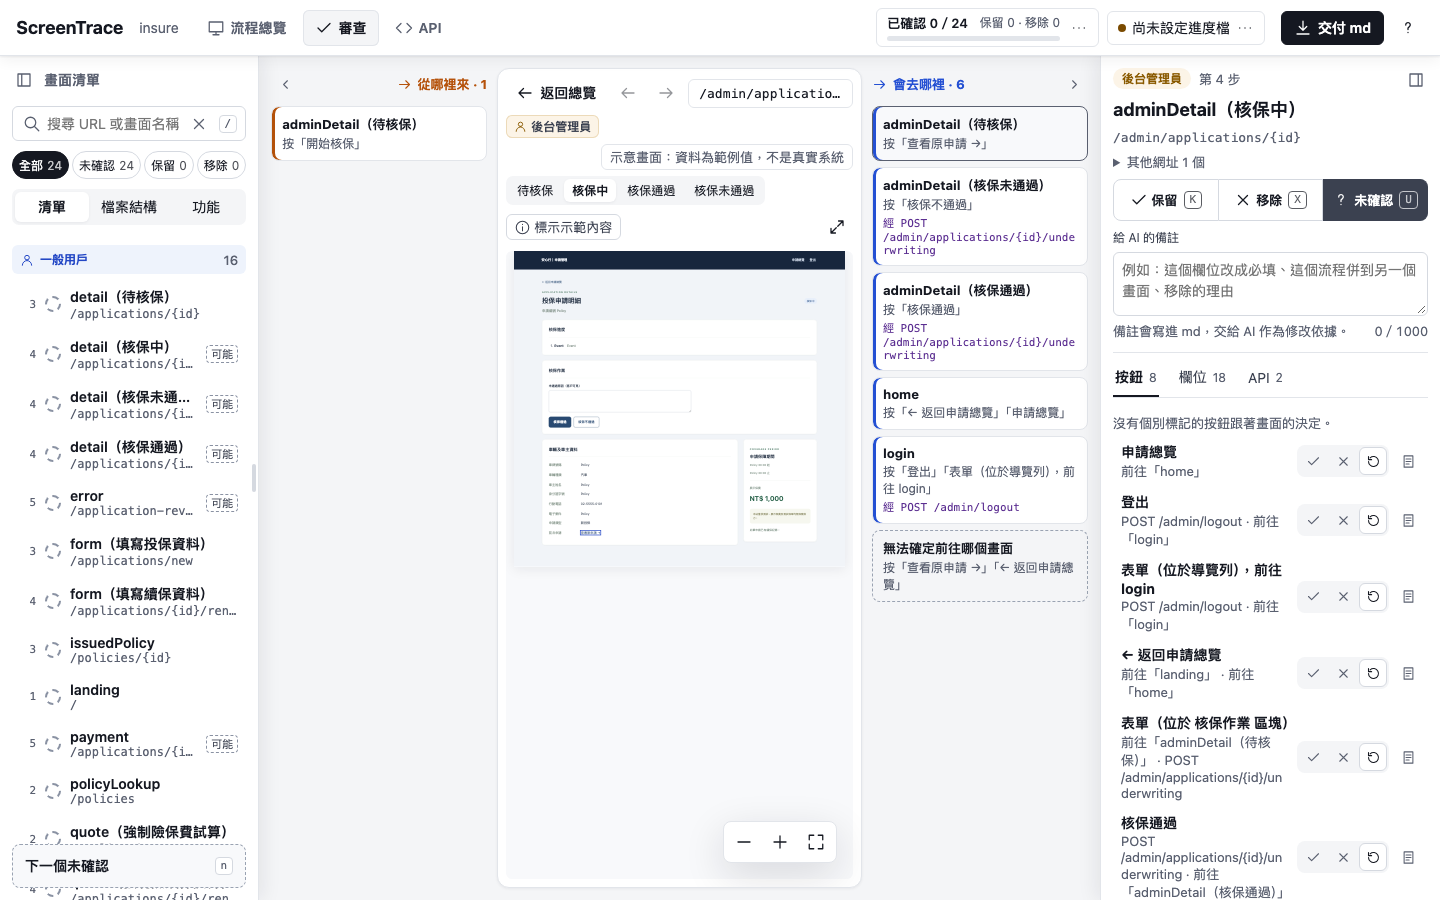 ScreenTrace insure 流程總覽 審查 API 已確認 0 / 24 保留 0 · 移除 0 ··· 尚未設定進度檔 ··· 交付 md ?
畫面清單
搜尋 URL 或畫面名稱 /
全部 24 未確認 24 保留 0 移除 0
清單 檔案結構 功能
一般用戶 16
3 detail（待核保）
/applications/{id}
4 detail（核保中） 可能
/applications/{i…
4 detail（核保未通… 可能
/applications/{i…
4 detail（核保通過） 可能
/applications/{i…
5 error 可能
/application-rev…
3 form（填寫投保資料）
/applications/new
4 form（填寫續保資料）
/applications/{id}/ren…
3 issuedPolicy
/policies/{id}
1 landing
/
5 payment 可能
/applications/{i…
2 policyLookup
/policies
2 quote（強制險保費試算）
下一個未確認 n
/applications/{id}/ren…
→ 從哪裡來 · 1
adminDetail（待核保）
按「開始核保」
← 返回總覽 ← → /admin/applicatio…
後台管理員
示意畫面：資料為範例值，不是真實系統
待核保 核保中 核保通過 核保未通過
標示示範內容
投保申請明細
NT$ 1,000
→ 會去哪裡 · 6
adminDetail（待核保）
按「查看原申請 →」
adminDetail（核保未通過）
按「核保不通過」
經 POST
/admin/applications/{id}/unde
rwriting
adminDetail（核保通過）
按「核保通過」
經 POST
/admin/applications/{id}/unde
rwriting
home
按「← 返回申請總覽」「申請總覽」
login
按「登出」「表單（位於導覽列），前
往 login」
經 POST /admin/logout
無法確定前往哪個畫面
按「查看原申請 →」「← 返回申請總
覽」
後台管理員 第 4 步
adminDetail（核保中）
/admin/applications/{id}
▶ 其他網址 1 個
保留 K 移除 X ? 未確認 U
給 AI 的備註
例如：這個欄位改成必填、這個流程併到另一個
畫面、移除的理由
備註會寫進 md，交給 AI 作為修改依據。 0 / 1000
按鈕 8 欄位 18 API 2
沒有個別標記的按鈕跟著畫面的決定。
申請總覽
前往「home」
登出
POST /admin/logout · 前往
「login」
表單（位於導覽列），前往
login
POST /admin/logout · 前往
「login」
← 返回申請總覽
前往「landing」 · 前往
「home」
表單（位於 核保作業 區塊）
前往「adminDetail（待核
保）」 · POST
/admin/applications/{id}/un
derwriting
核保通過
POST
/admin/applications/{id}/un
derwriting · 前往
「adminDetail（核保通過）」